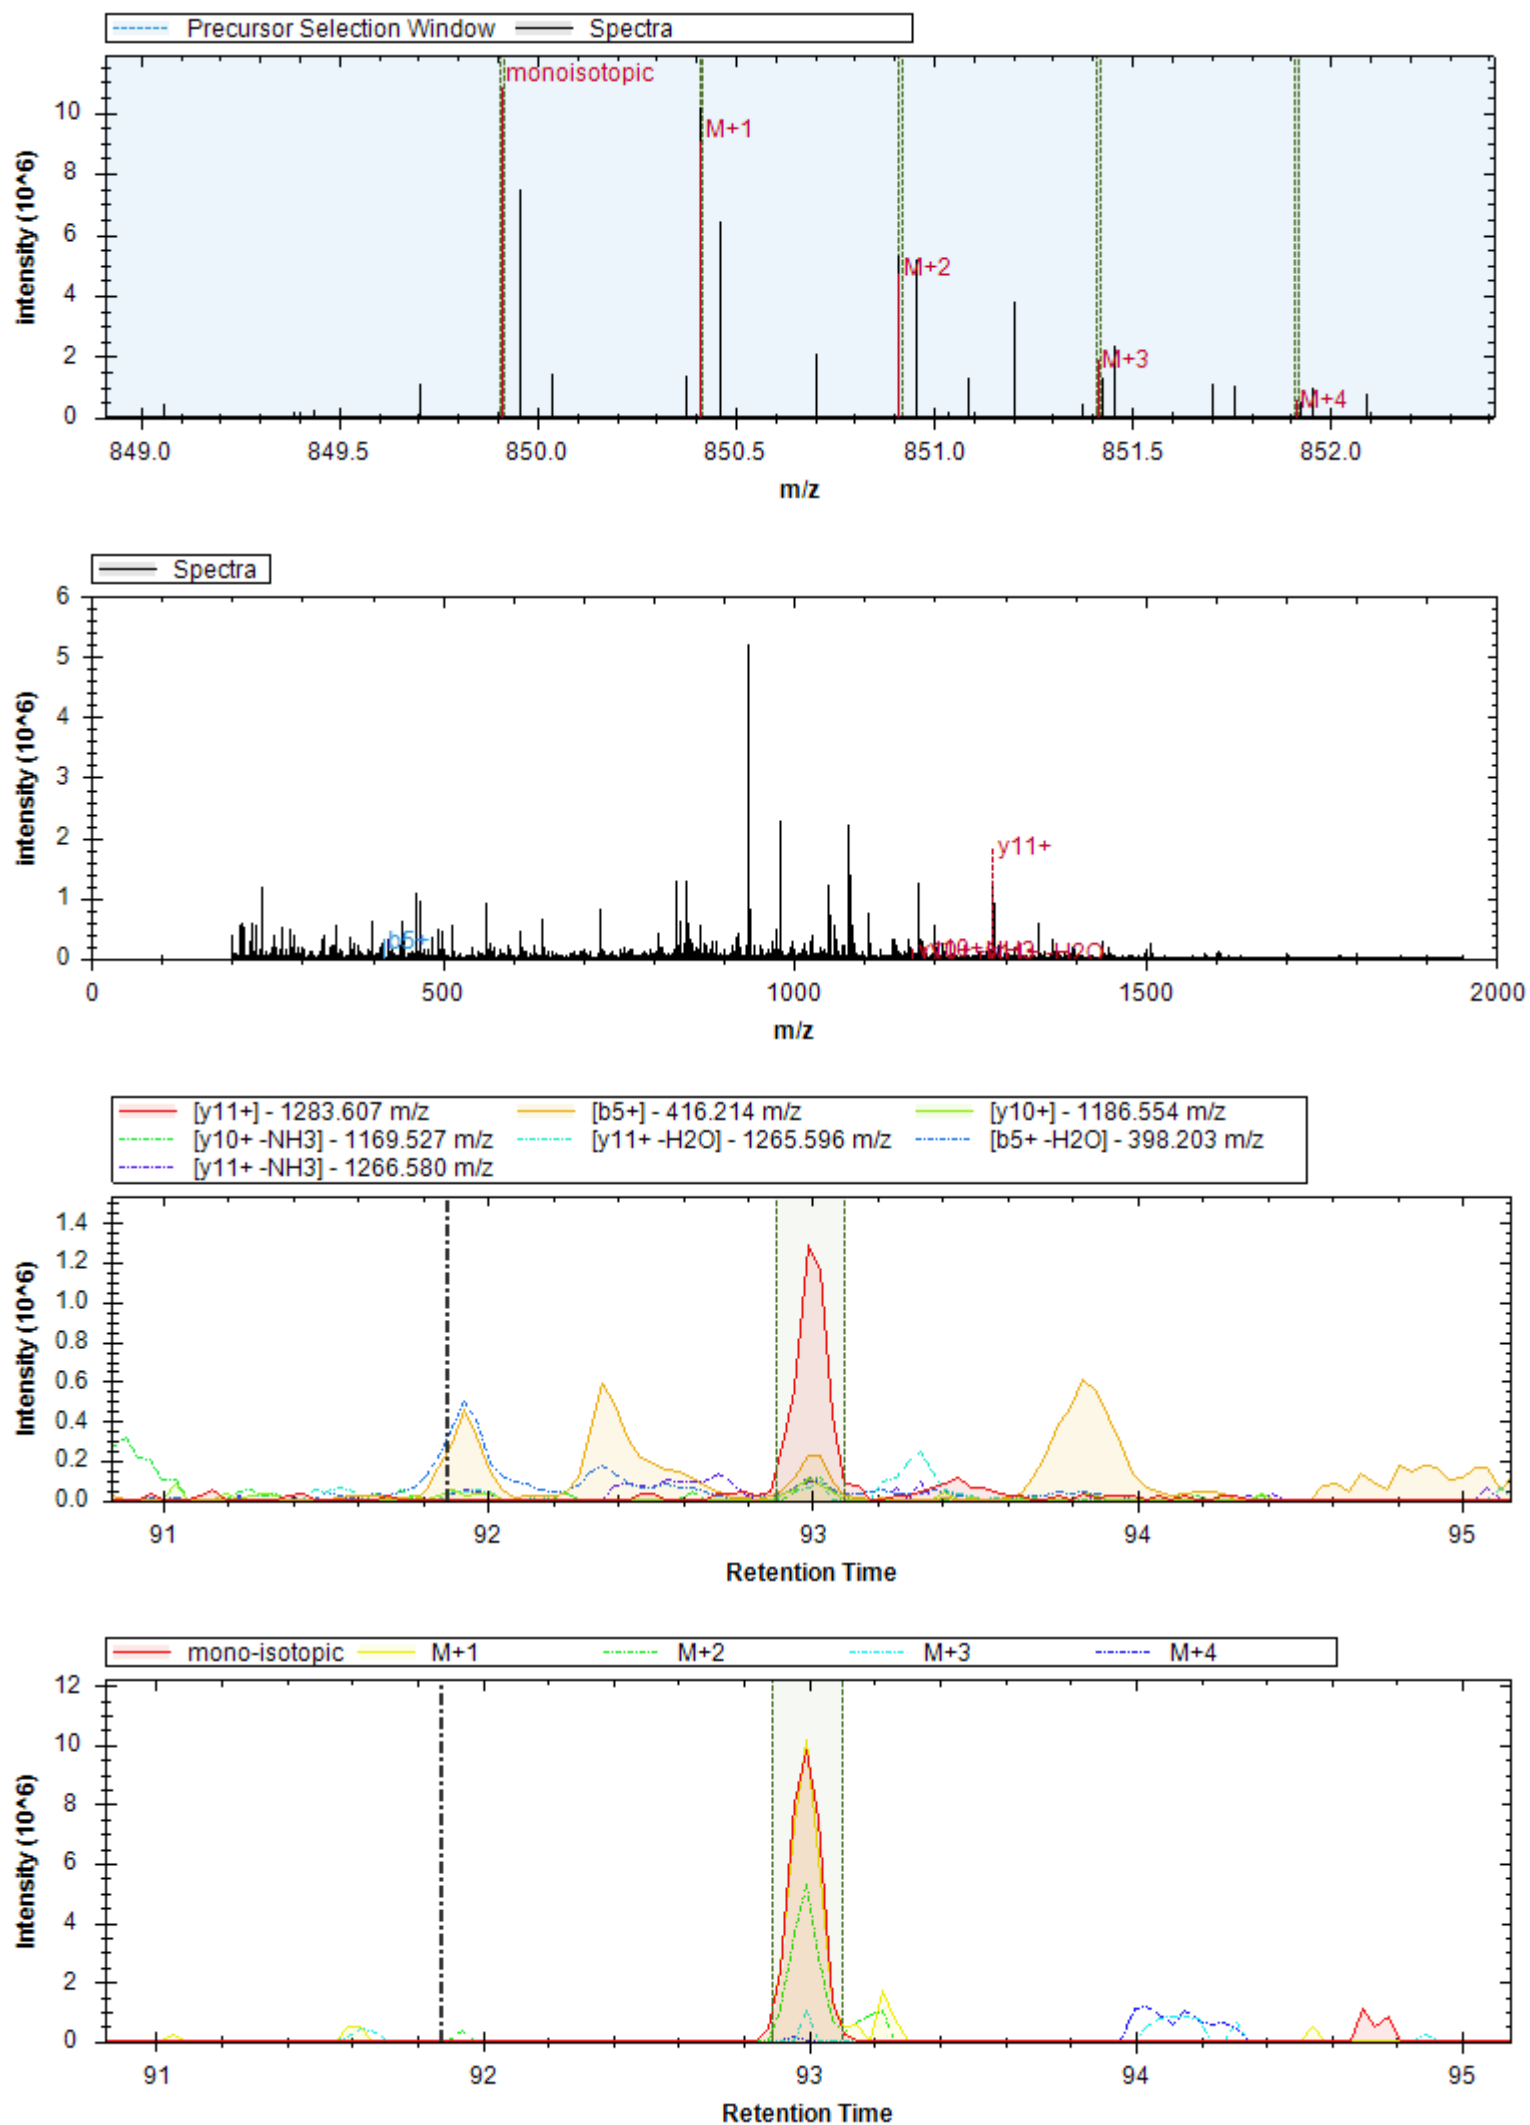 Precursor Selection Window Spectra
intensity (10^6)
10
8
6
4
2
0
monoisotopic
M+1
M+2
M+3
M+4
849.0 849.5 850.0 850.5 851.0 851.5 852.0
m/z
Spectra
intensity (10^6)
6
5
4
3
2
1
0
b5+
y11+
0 500 1000 1500 2000
m/z
[y11+] - 1283.607 m/z [b5+] - 416.214 m/z [y10+] - 1186.554 m/z
[y10+ -NH3] - 1169.527 m/z [y11+ -H2O] - 1265.596 m/z [b5+ -H2O] - 398.203 m/z
[y11+ -NH3] - 1266.580 m/z
Intensity (10^6)
1.4
1.2
1.0
0.8
0.6
0.4
0.2
0.0
91 92 93 94 95
Retention Time
mono-isotopic M+1 M+2 M+3 M+4
Intensity (10^6)
12
10
8
6
4
2
0
91 92 93 94 95
Retention Time